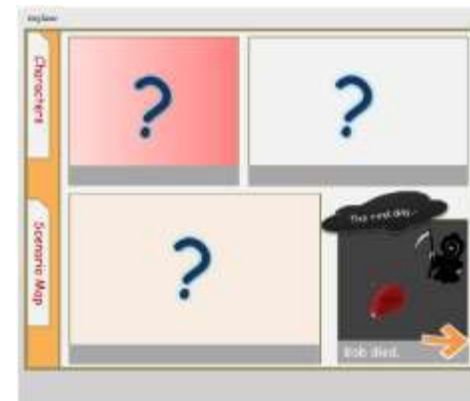 Characters
?
?
Scenario Map
?
The next day...
Bob died.